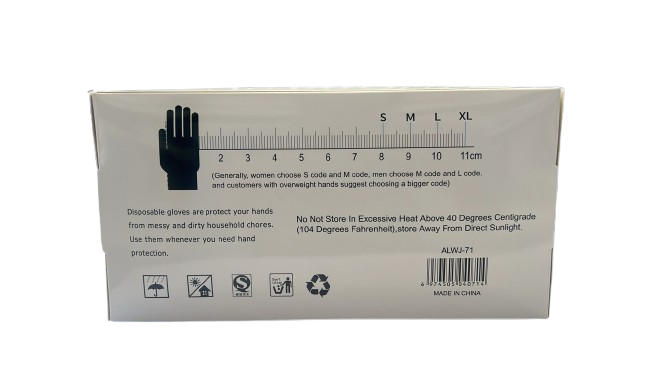 S M L XL
2 3 4 5 6 7 8 9 10 11cm
(Generally, women choose S code and M code, men choose M code and L code.
and customers with overweight hands suggest choosing a bigger code)
Disposable gloves are protect your hands
from messy and dirty household chores.
Use them whenever you need hand
protection.
No Not Store In Excessive Heat Above 40 Degrees Centigrade
(104 Degrees Fahrenheit),store Away From Direct Sunlight.
ALWJ-71
6 974505 040714
MADE IN CHINA